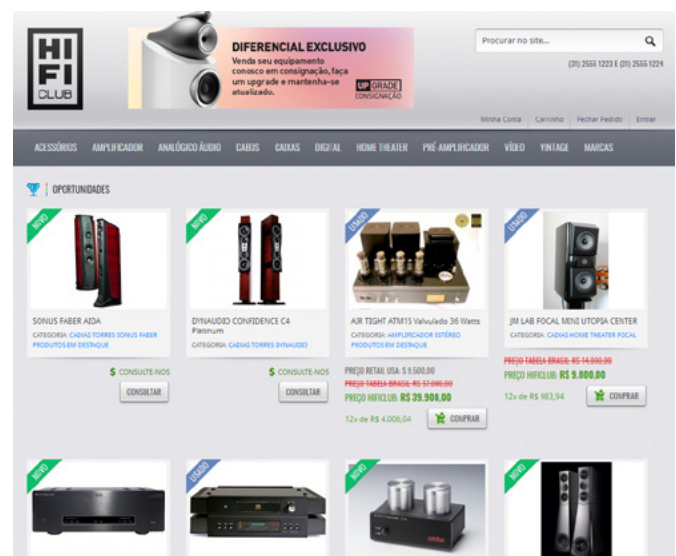 HI
FI
CLUB
DIFERENCIAL EXCLUSIVO
Venda seu equipamento
conosco em consignação, faça
um upgrade e mantenha-se
atualizado.
UP GRADE
CONSIGNAÇÃO
Procurar no site...
(31) 2555 1223 E (31) 2555 1224
Minha Conta Carrinho Fechar Pedido Entrar
ACESSÓRIOS AMPLIFICADOR ANALÓGICO ÁUDIO CABOS CAIXAS DIGITAL HOME THEATER PRÉ-AMPLIFICADOR VÍDEO VINTAGE MARCAS
OPORTUNIDADES
NOVO
SONUS FABER AIDA
CATEGORIA: CAIXAS TORRES SONUS FABER
PRODUTOS EM DESTAQUE
$ CONSULTE-NOS
CONSULTAR
NOVO
DYNAUDIO CONFIDENCE C4
Platinum
CATEGORIA: CAIXAS TORRES DYNAUDIO
$ CONSULTE-NOS
CONSULTAR
USADO
AIR TIGHT ATM1S Valvulado 36 Watts
CATEGORIA: AMPLIFICADOR ESTÉREO
PRODUTOS EM DESTAQUE
PREÇO RETAIL USA: $ 9.500,00
PREÇO TABELA BRASIL: R$ 57.000,00
PREÇO HIFICLUB: R$ 39.900,00
12x de R$ 4.006,04
COMPRAR
USADO
JM LAB FOCAL MINI UTOPIA CENTER
CATEGORIA: CAIXAS HOME THEATER FOCAL
PREÇO TABELA BRASIL: R$ 14.000,00
PREÇO HIFICLUB: R$ 9.800,00
12x de R$ 983,94
COMPRAR
NOVO
USADO
NOVO
NOVO